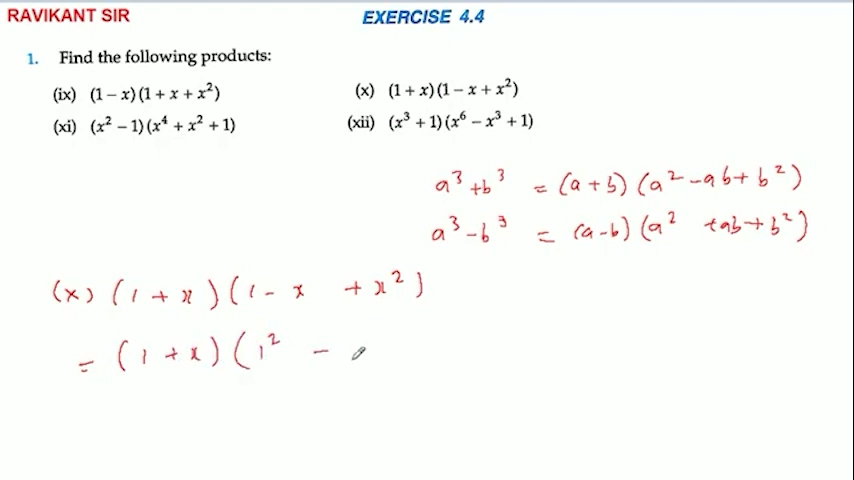 RAVIKANT SIR
EXERCISE 4.4
1. Find the following products:
(ix) (1 – x)(1 + x + x²) (x) (1 + x)(1 – x + x²)
(xi) (x² – 1)(x⁴ + x² + 1) (xii) (x³ + 1)(x⁶ – x³ + 1)
a³ + b³ = (a + b)(a² – ab + b²)
a³ – b³ = (a – b)(a² + ab + b²)
(x) (1 + x)(1 – x + x²)
= (1 + x)(1² –